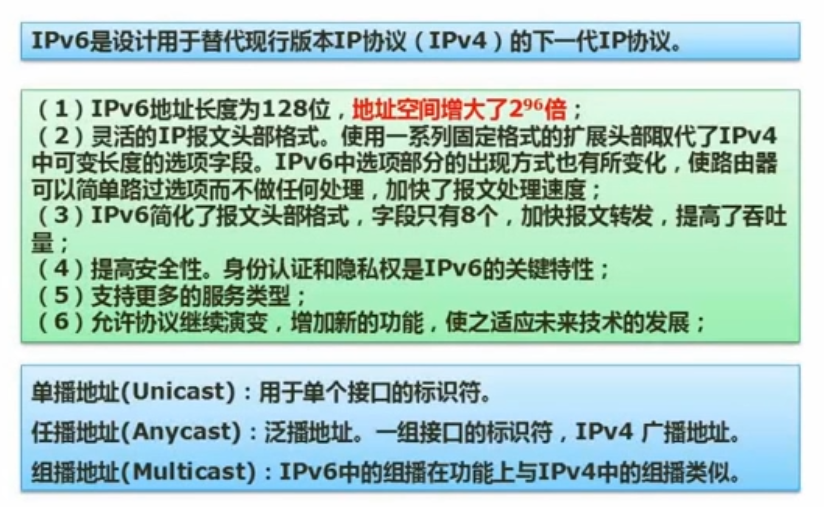 IPv6是设计用于替代现行版本IP协议（IPv4）的下一代IP协议。
（1）IPv6地址长度为128位，地址空间增大了2⁹⁶倍；
（2）灵活的IP报文头部格式。使用一系列固定格式的扩展头部取代了IPv4
中可变长度的选项字段。IPv6中选项部分的出现方式也有所变化，使路由器
可以简单路过选项而不做任何处理，加快了报文处理速度；
（3）IPv6简化了报文头部格式，字段只有8个，加快报文转发，提高了吞吐
量；
（4）提高安全性。身份认证和隐私权是IPv6的关键特性；
（5）支持更多的服务类型；
（6）允许协议继续演变，增加新的功能，使之适应未来技术的发展；
单播地址(Unicast)：用于单个接口的标识符。
任播地址(Anycast)：泛播地址。一组接口的标识符，IPv4 广播地址。
组播地址(Multicast)：IPv6中的组播在功能上与IPv4中的组播类似。